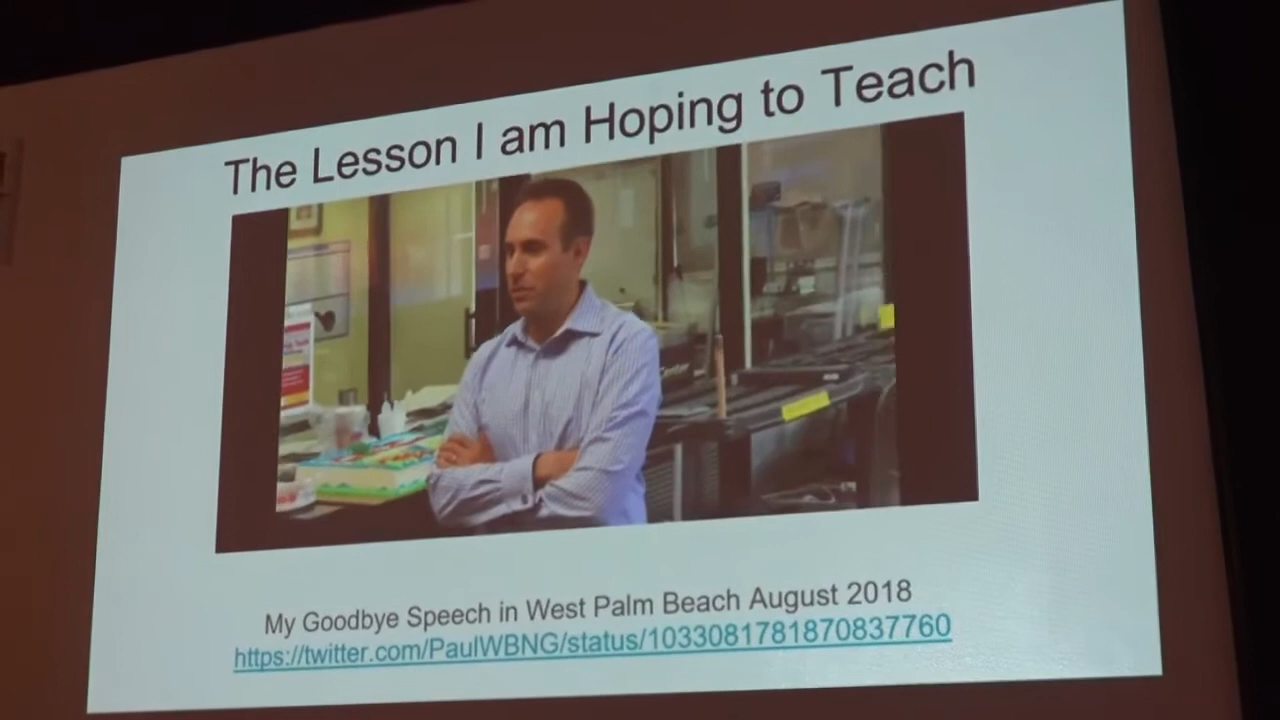 The Lesson I am Hoping to Teach
My Goodbye Speech in West Palm Beach August 2018
https://twitter.com/PaulWBNG/status/1033081781870837760